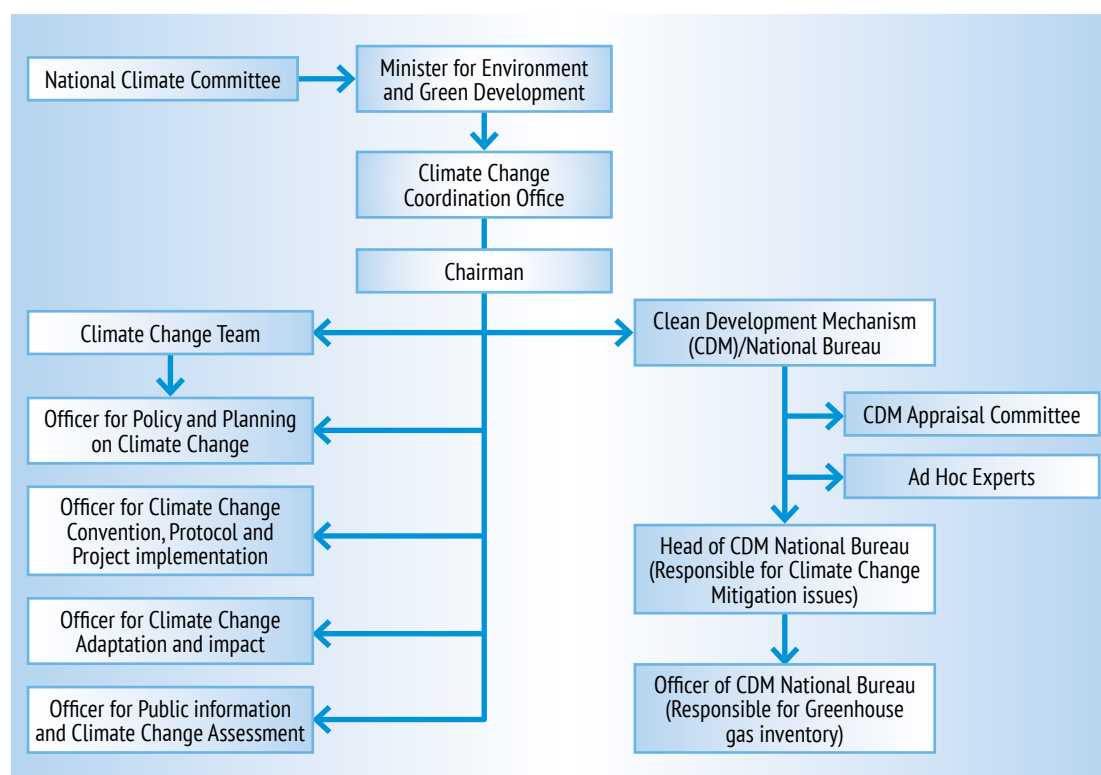 National Climate Committee
Minister for Environment
and Green Development
Climate Change
Coordination Office
Chairman
Climate Change Team
Clean Development Mechanism
(CDM)/National Bureau
Officer for Policy and Planning
on Climate Change
CDM Appraisal Committee
Ad Hoc Experts
Officer for Climate Change
Convention, Protocol and
Project implementation
Head of CDM National Bureau
(Responsible for Climate Change
Mitigation issues)
Officer for Climate Change
Adaptation and impact
Officer for Public information
and Climate Change Assessment
Officer of CDM National Bureau
(Responsible for Greenhouse
gas inventory)